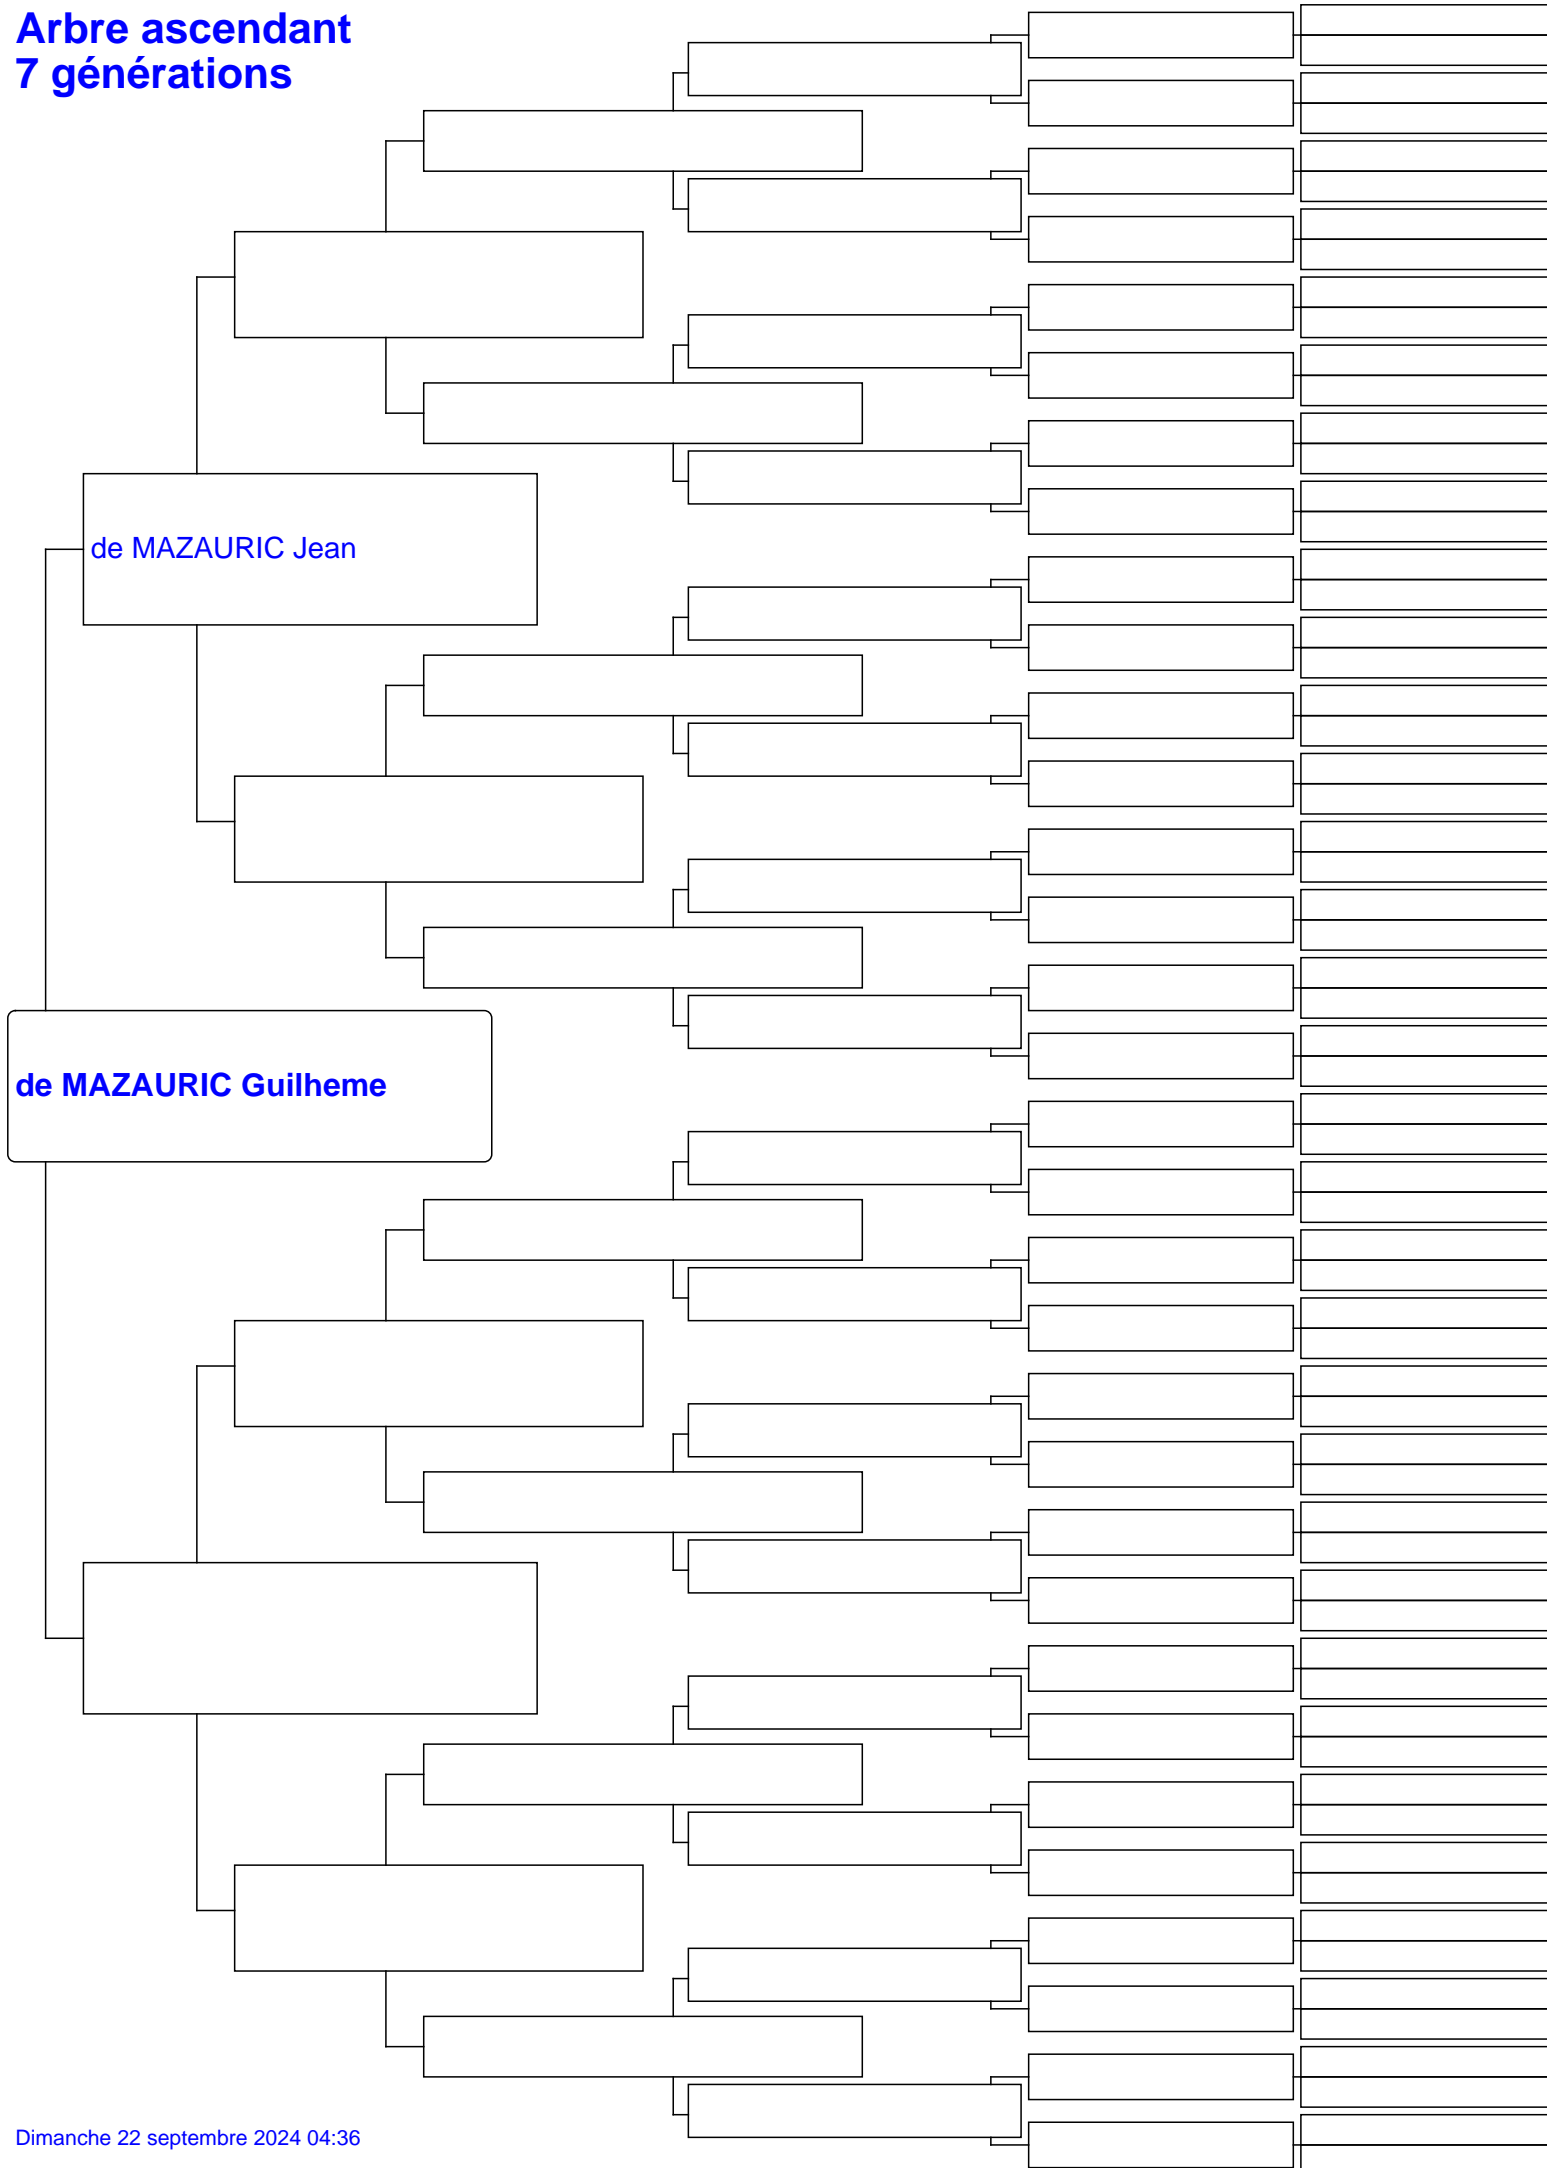 Arbre ascendant
7 générations
de MAZAURIC Jean
de MAZAURIC Guilheme
Dimanche 22 septembre 2024 04:36